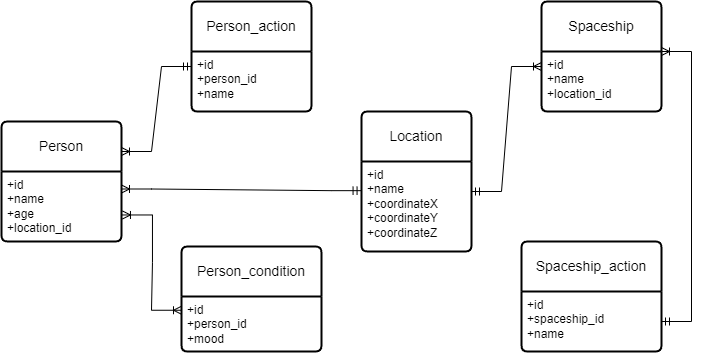 Person_action
+id
+person_id
+name
Spaceship
+id
+name
+location_id
Person
+id
+name
+age
+location_id
Location
+id
+name
+coordinateX
+coordinateY
+coordinateZ
Person_condition
+id
+person_id
+mood
Spaceship_action
+id
+spaceship_id
+name